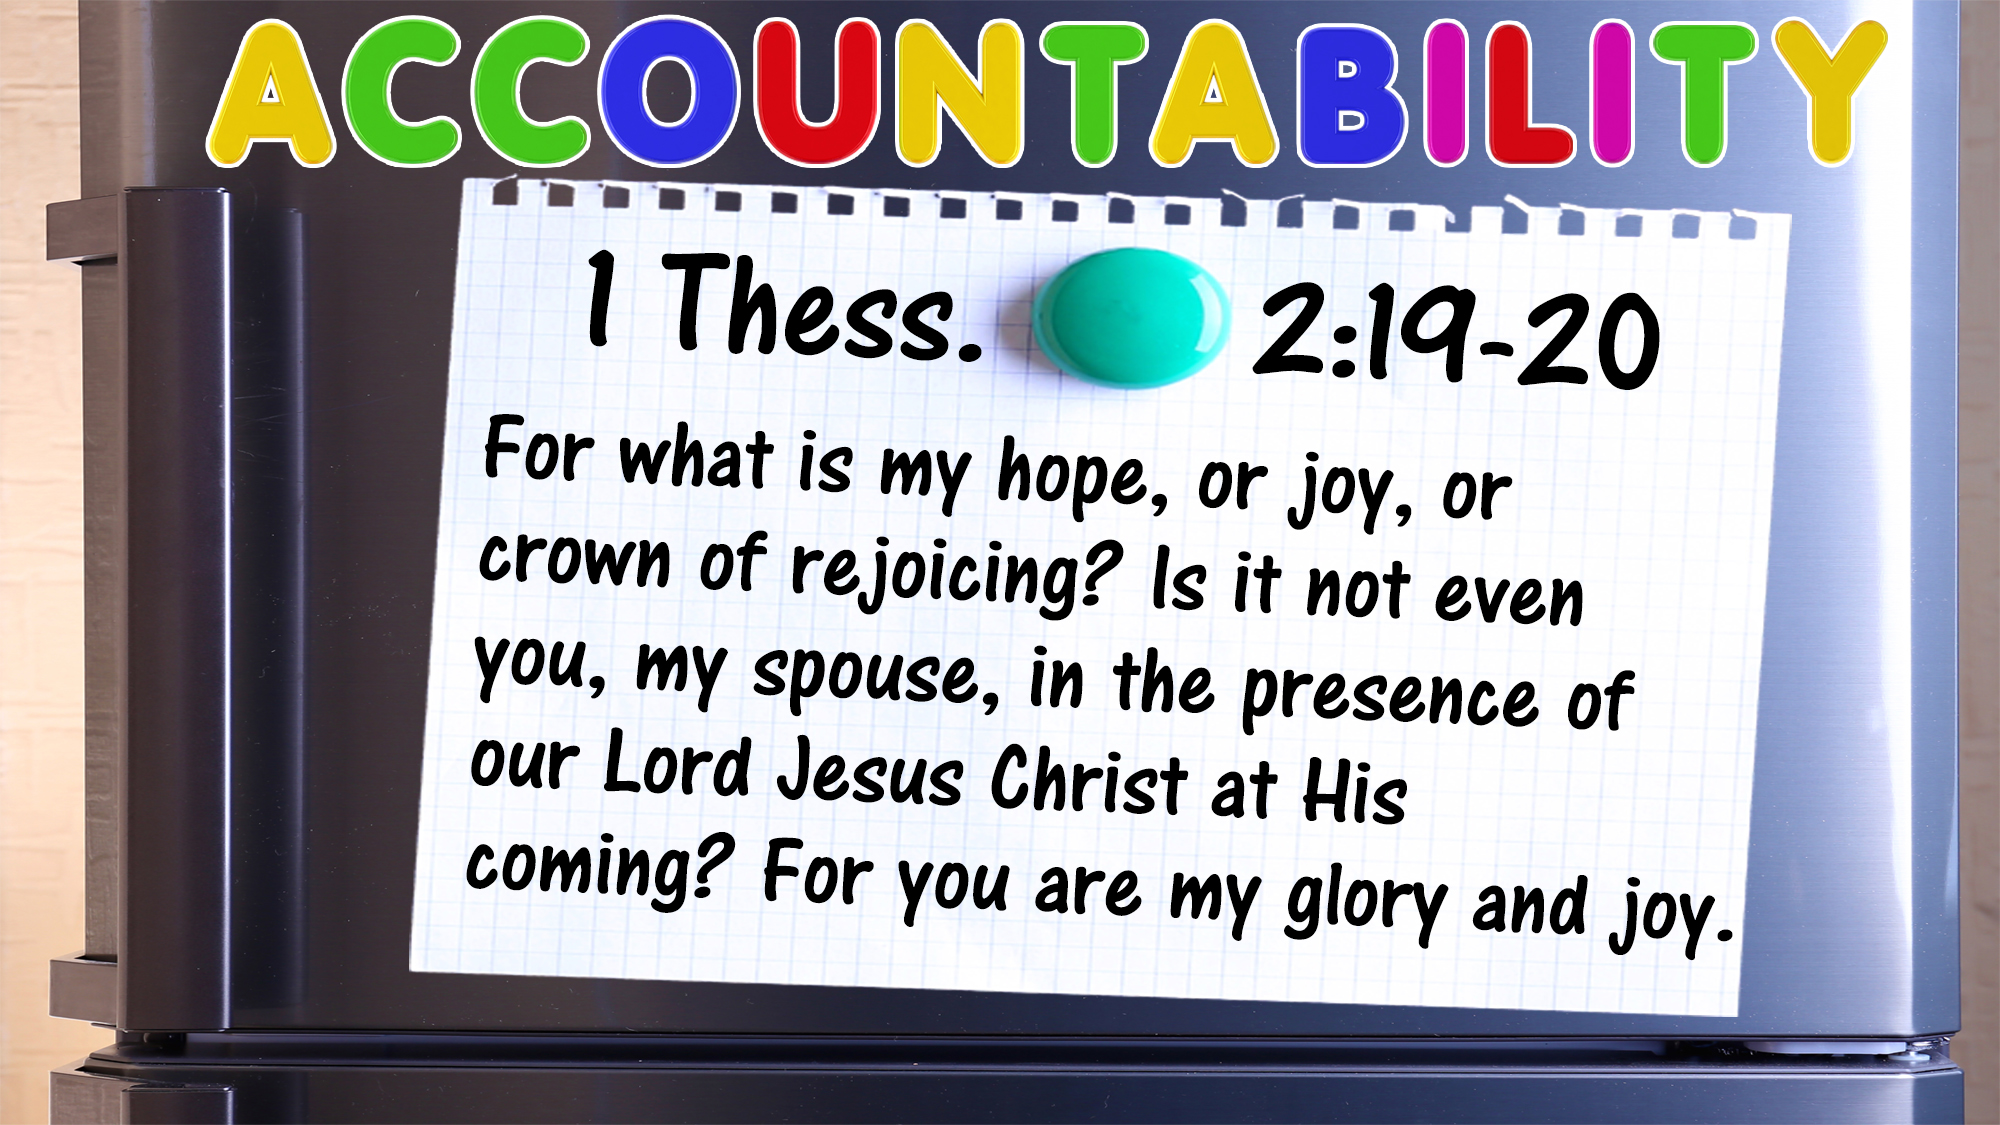 ACCOUNTABILITY
1 Thess. 2:19-20
For what is my hope, or joy, or
crown of rejoicing? Is it not even
you, my spouse, in the presence of
our Lord Jesus Christ at His
coming? For you are my glory and joy.